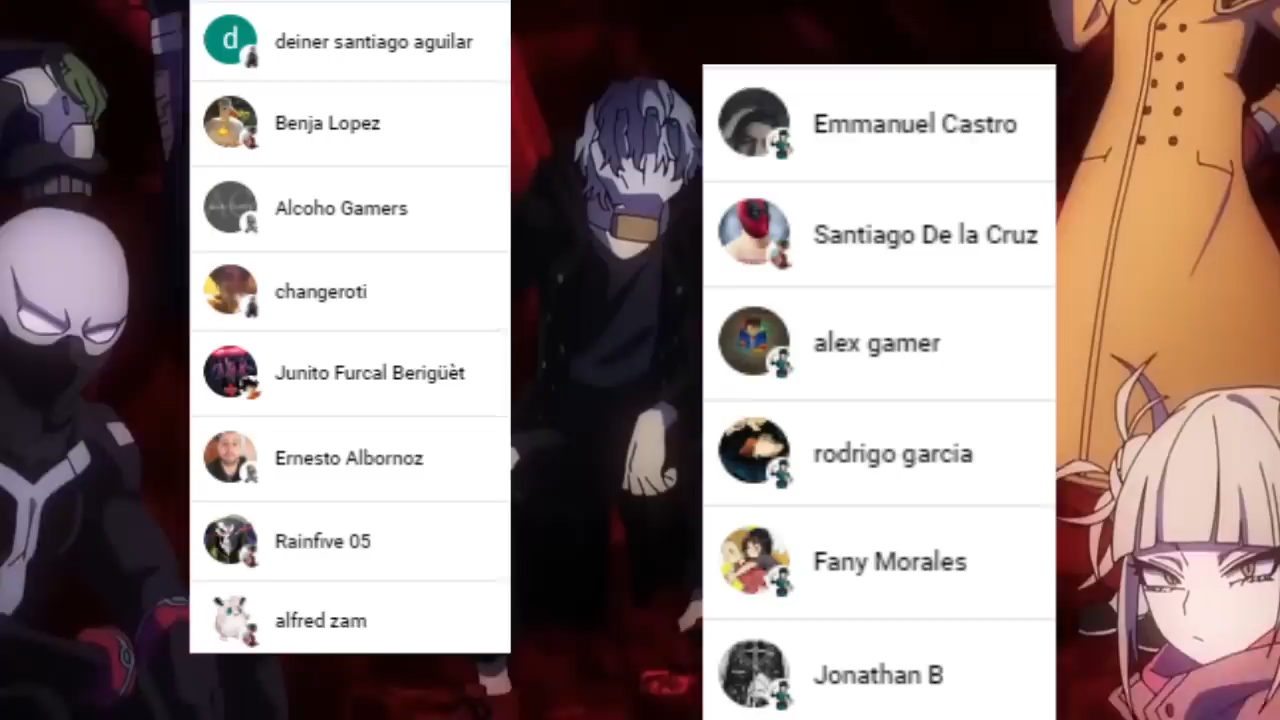 d
deiner santiago aguilar
Benja Lopez
Alcoho Gamers
changeroti
Junito Furcal Berigüèt
Ernesto Albornoz
Rainfive 05
alfred zam
Emmanuel Castro
Santiago De la Cruz
alex gamer
rodrigo garcia
Fany Morales
Jonathan B